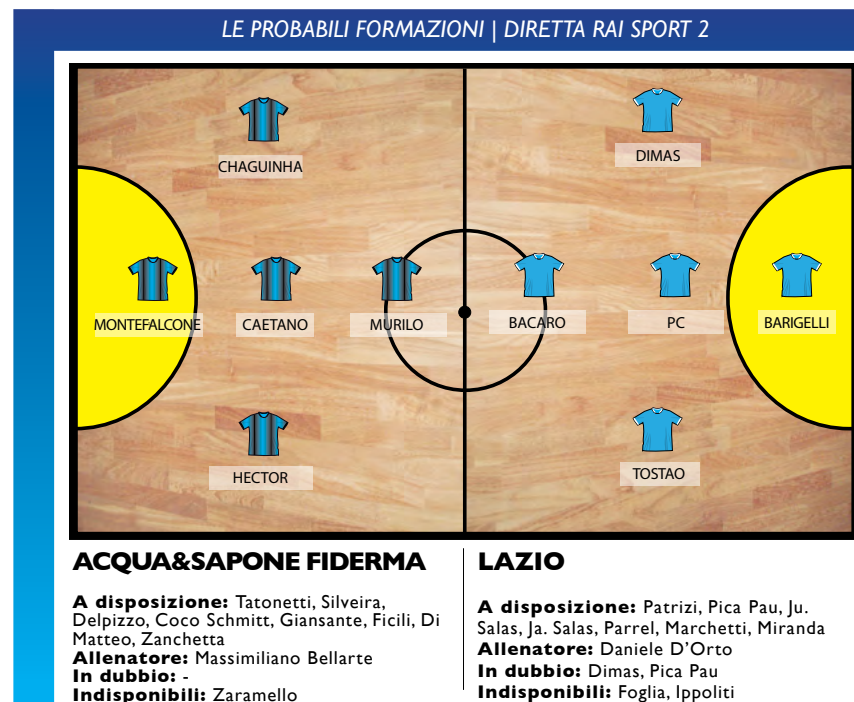 LE PROBABILI FORMAZIONI | DIRETTA RAI SPORT 2
CHAGUINHA
DIMAS
MONTEFALCONE
CAETANO
MURILO
BACARO
PC
BARIGELLI
HECTOR
TOSTAO
ACQUA&SAPONE FIDERMA
A disposizione: Tatonetti, Silveira,
Delpizzo, Coco Schmitt, Giansante, Ficili, Di
Matteo, Zanchetta
Allenatore: Massimiliano Bellarte
In dubbio: -
Indisponibili: Zaramello
LAZIO
A disposizione: Patrizi, Pica Pau, Ju.
Salas, Ja. Salas, Parrel, Marchetti, Miranda
Allenatore: Daniele D'Orto
In dubbio: Dimas, Pica Pau
Indisponibili: Foglia, Ippoliti